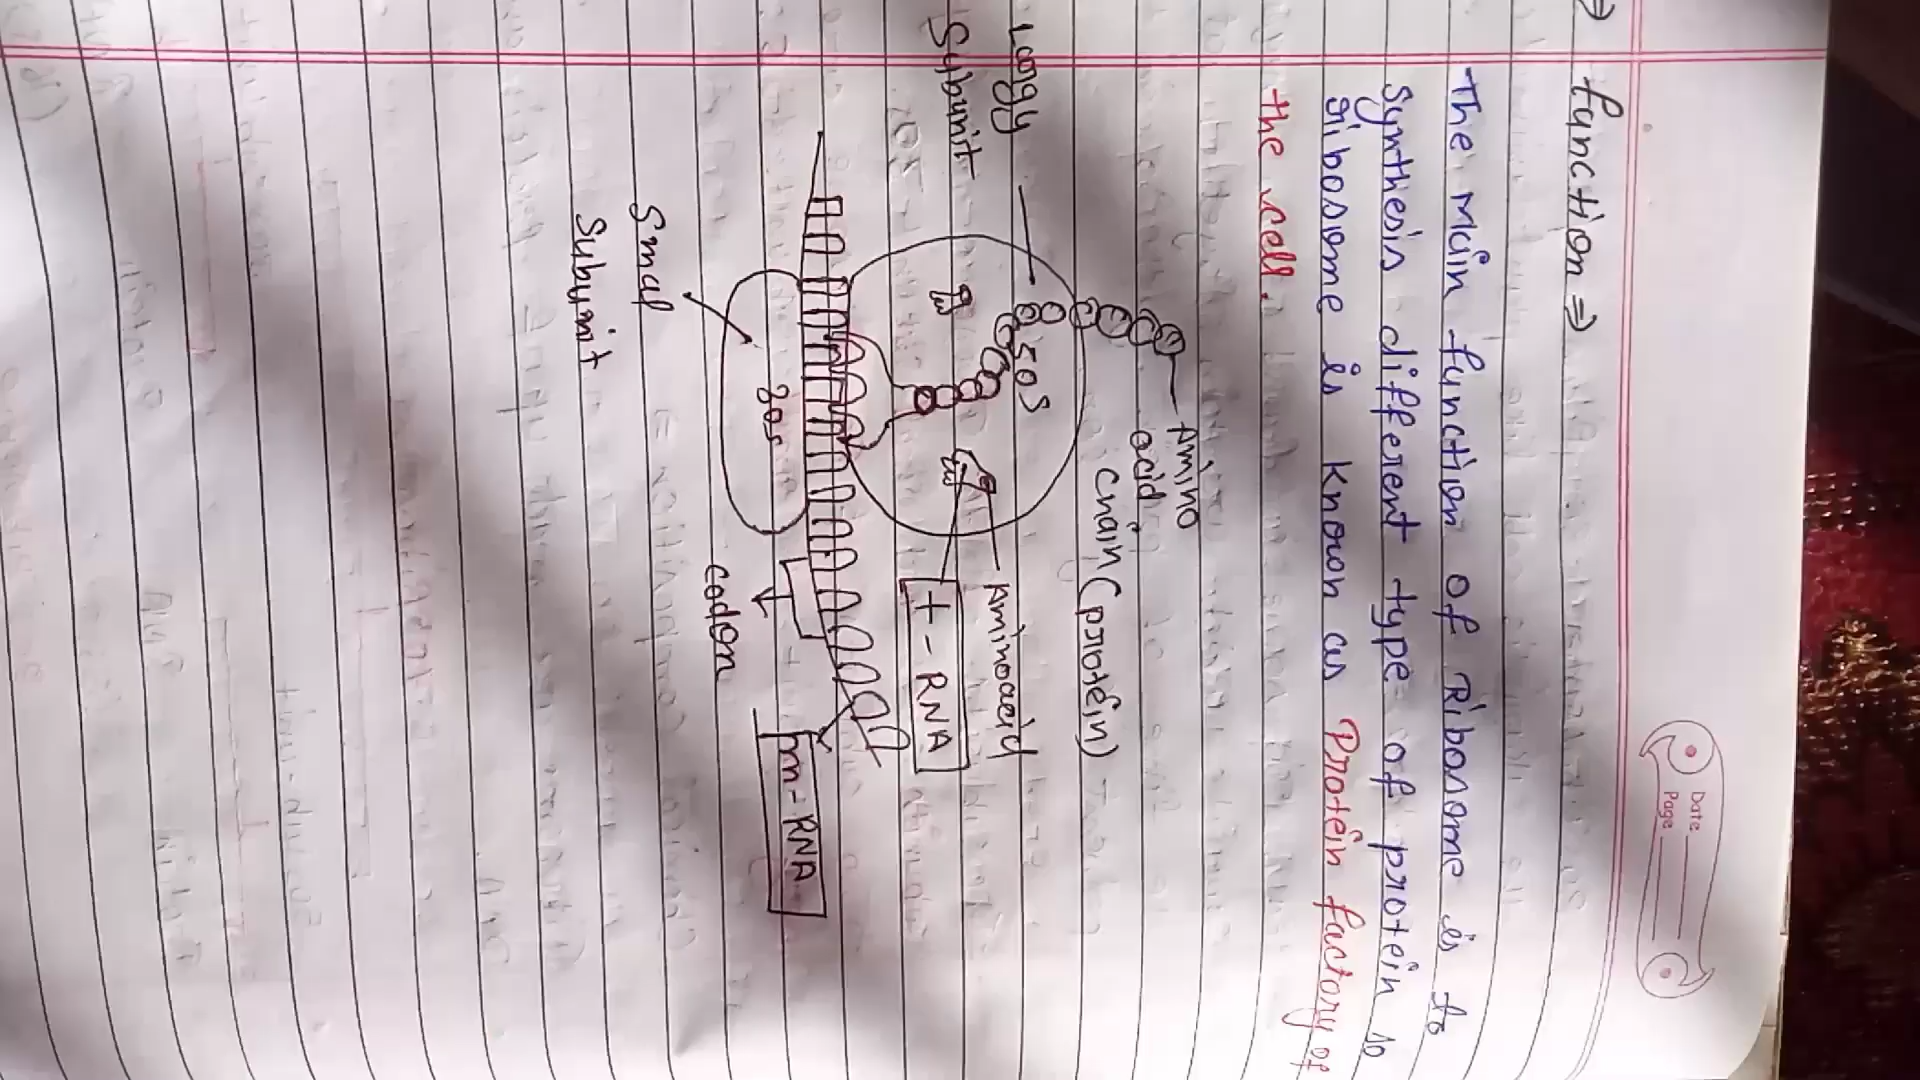 Date
Page
⇒ function ⇒
The main function of Ribosome is to
Synthesis different type of protein so
ribosome is known as Protein factory of
the cell.
Amino
acid
chain (protein)
Subunit
50S
Aminoacid
t-RNA
30s
m-RNA
codon
Smal
Subunit